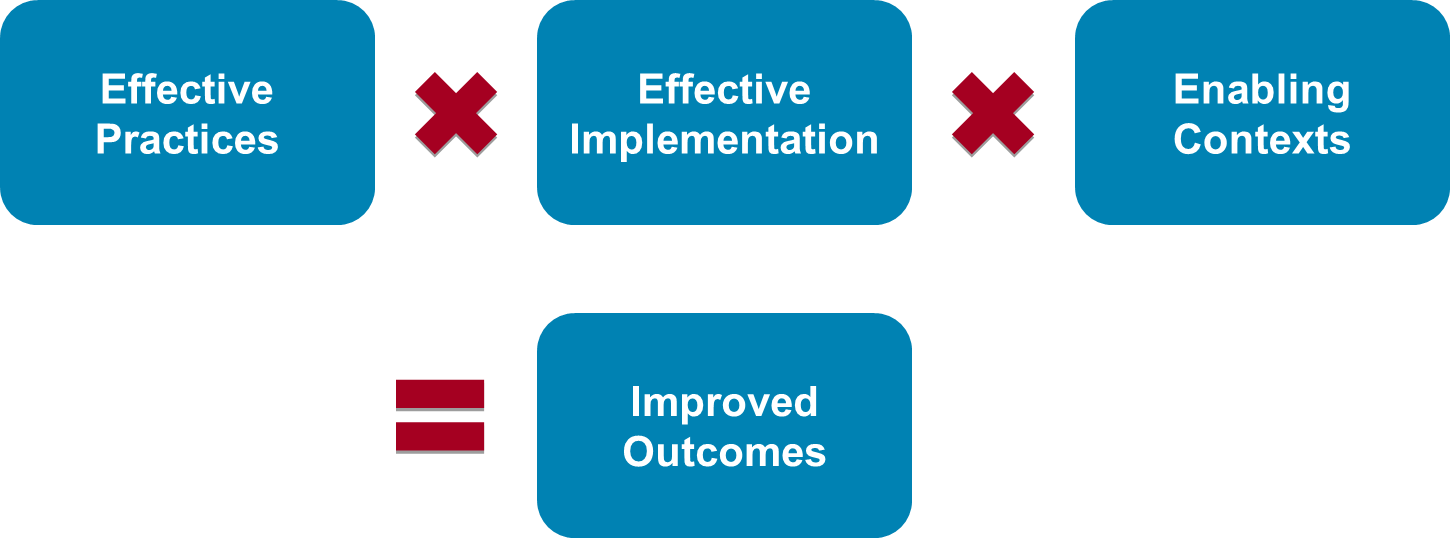 Effective
Practices
Effective
Implementation
Enabling
Contexts
Improved
Outcomes